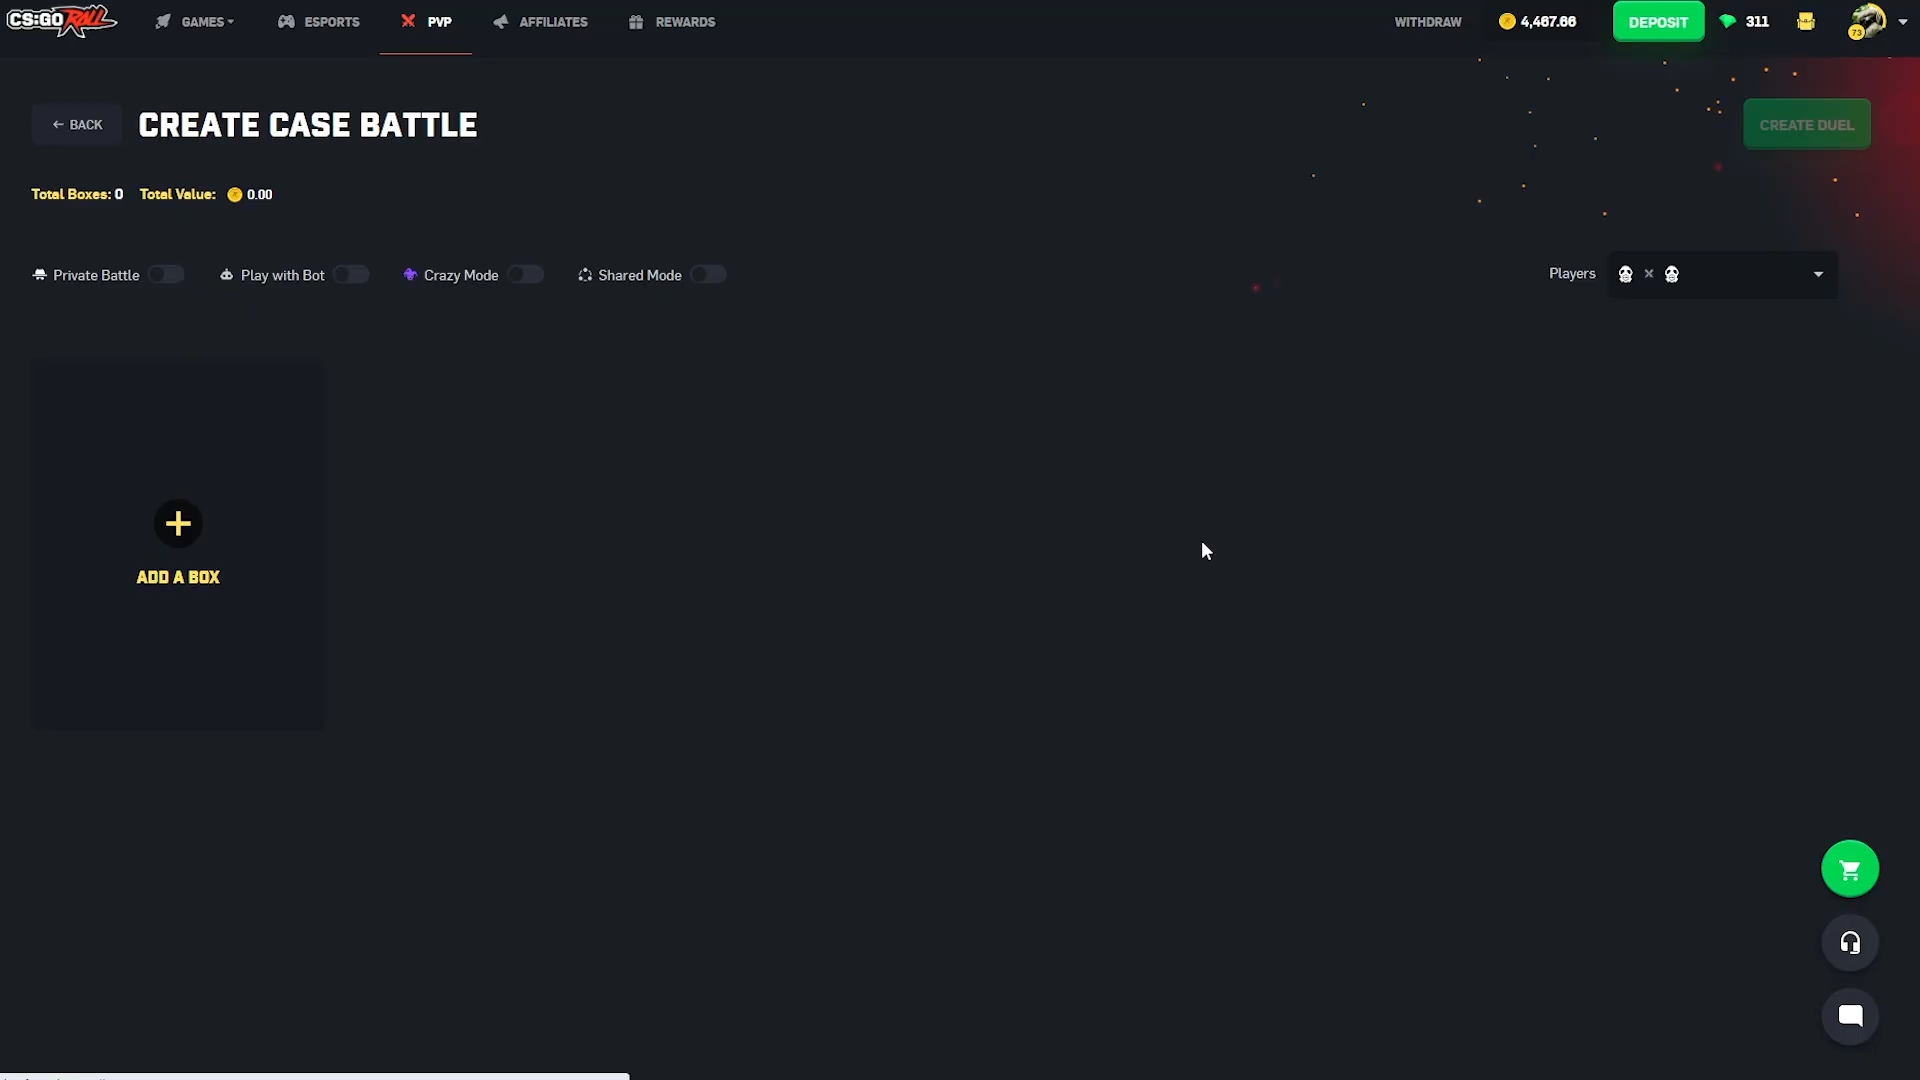 CS:GO ROLL GAMES ESPORTS PVP AFFILIATES REWARDS WITHDRAW 4,467.66 DEPOSIT 311
73
← BACK CREATE CASE BATTLE CREATE DUEL
Total Boxes: 0 Total Value: 0.00
Private Battle Play with Bot Crazy Mode Shared Mode Players
ADD A BOX